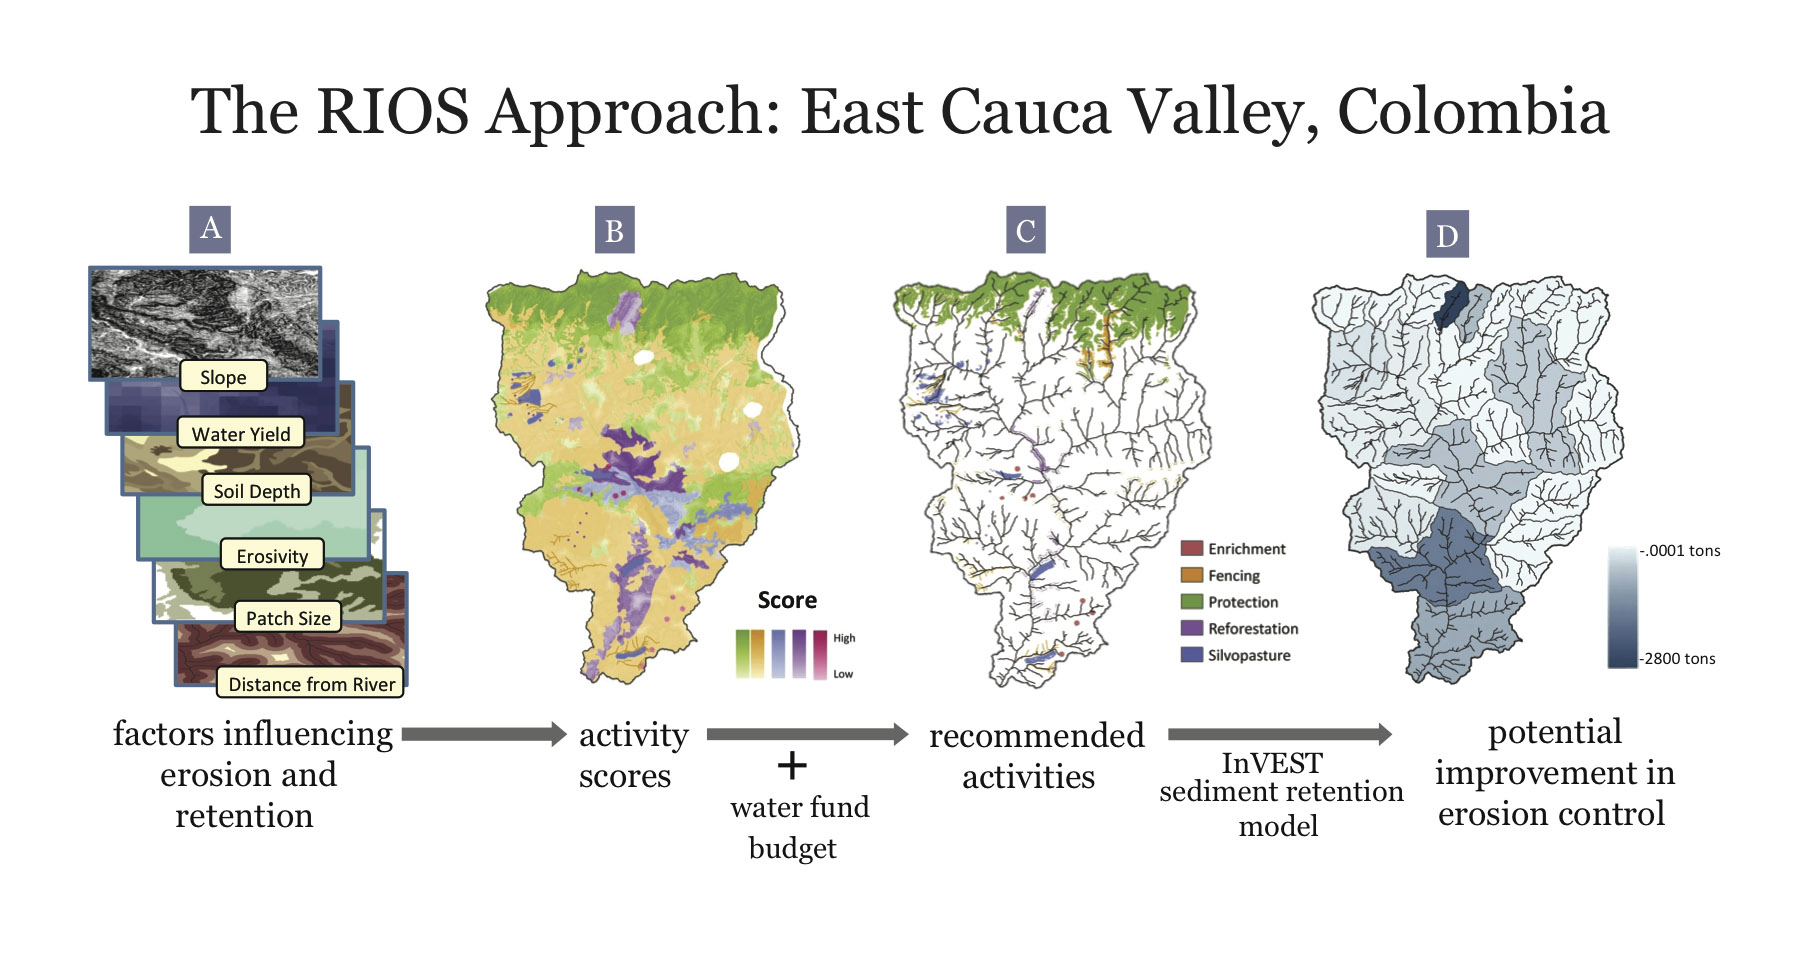 The RIOS Approach: East Cauca Valley, Colombia
A
B
C
D
Slope
Water Yield
Soil Depth
Erosivity
Patch Size
Distance from River
Score
High
Low
Enrichment
Fencing
Protection
Reforestation
Silvopasture
-.0001 tons
-2800 tons
factors influencing
erosion and
retention
activity
scores
+
water fund
budget
recommended
activities
InVEST
sediment retention
model
potential
improvement in
erosion control